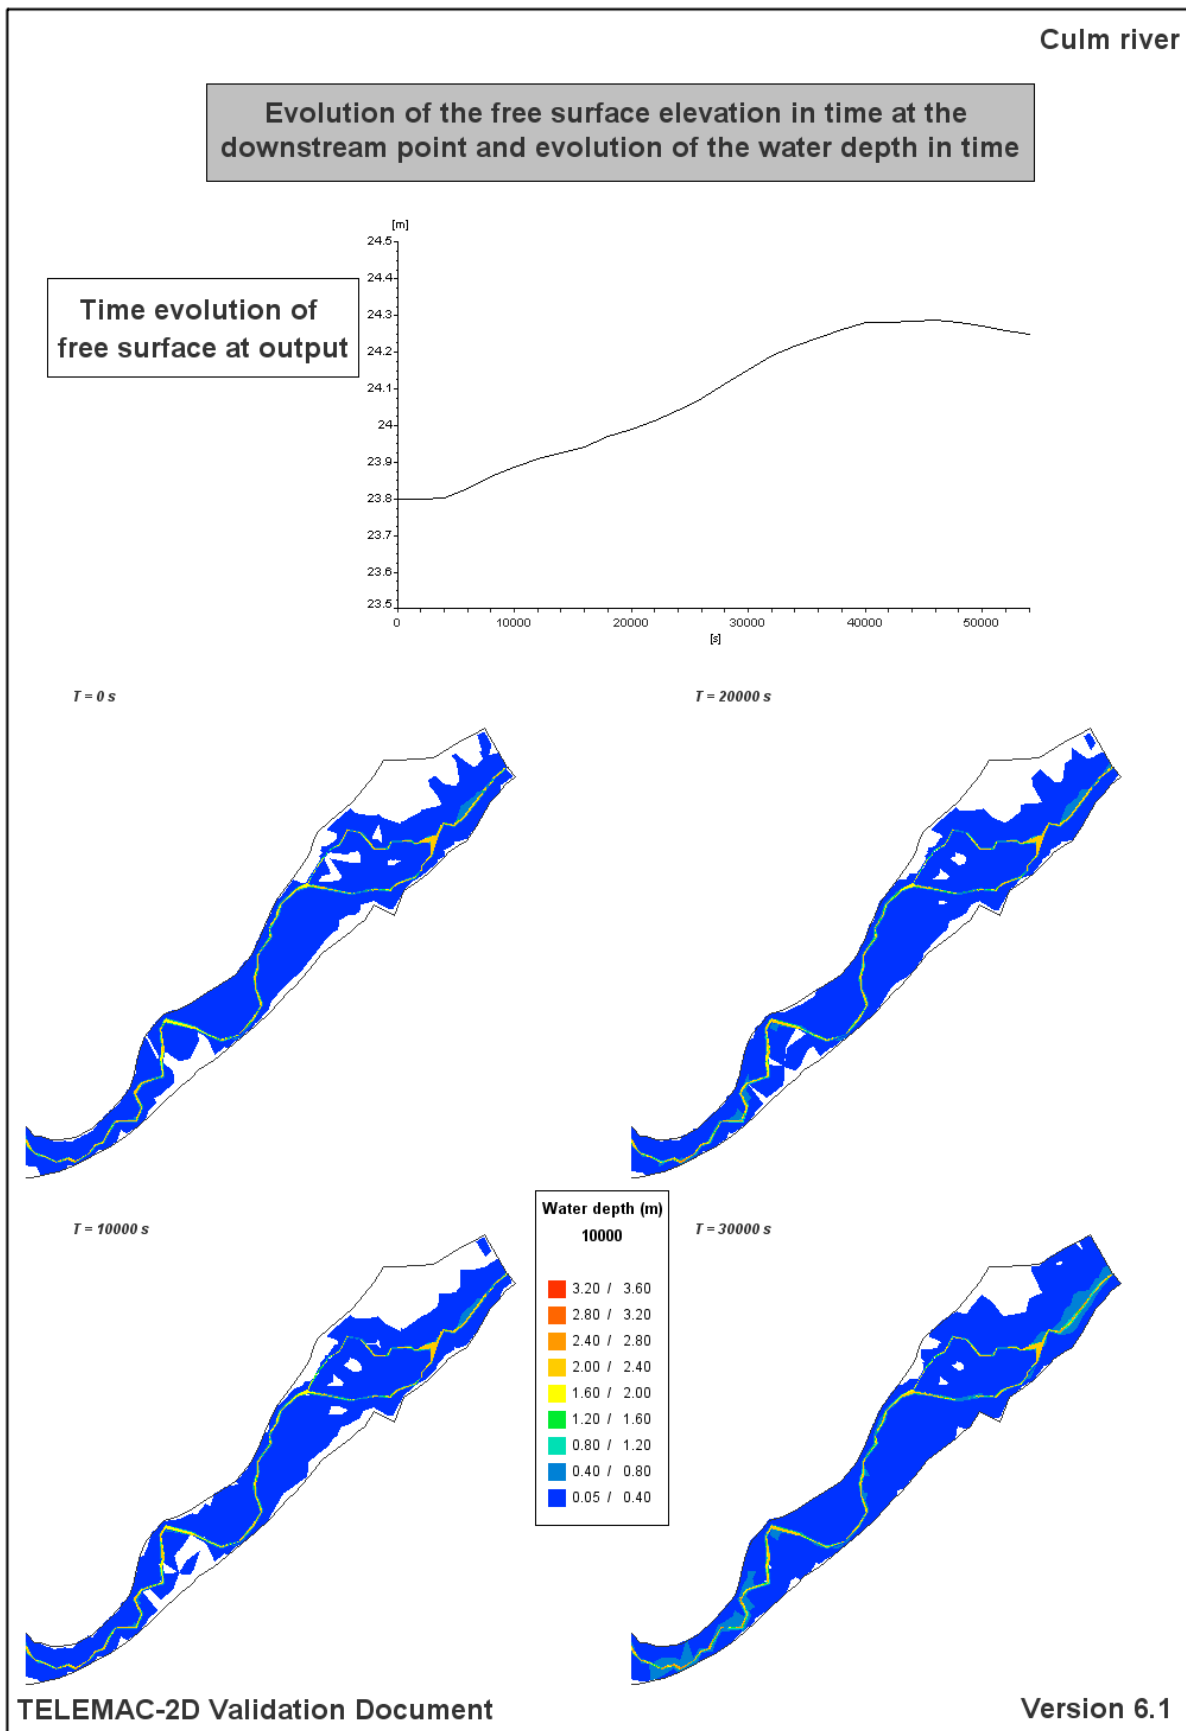 Culm river
Evolution of the free surface elevation in time at the
downstream point and evolution of the water depth in time
[m]
24.5
24.4
24.3
24.2
24.1
24
23.9
23.8
23.7
23.6
23.5
Time evolution of
free surface at output
0 10000 20000 30000 40000 50000
[s]
T = 0 s
T = 20000 s
T = 10000 s
T = 30000 s
Water depth (m)
10000
3.20 / 3.60
2.80 / 3.20
2.40 / 2.80
2.00 / 2.40
1.60 / 2.00
1.20 / 1.60
0.80 / 1.20
0.40 / 0.80
0.05 / 0.40
TELEMAC-2D Validation Document
Version 6.1